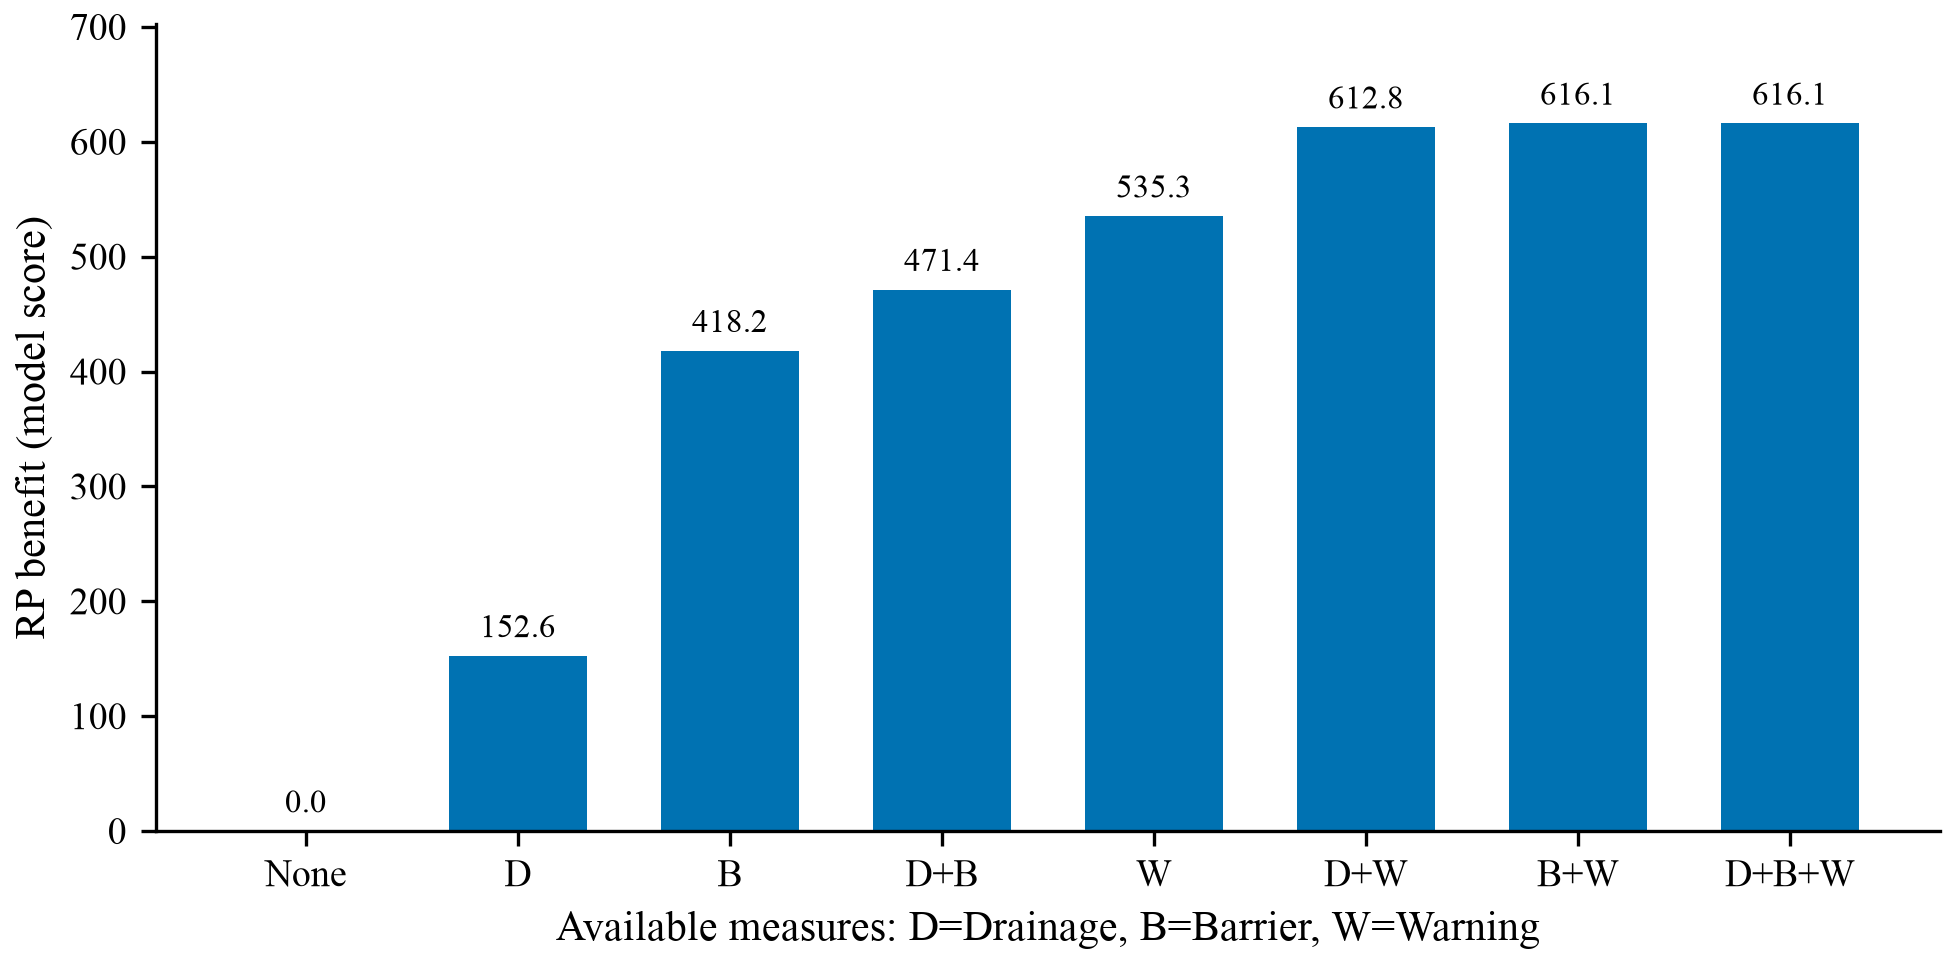 RP benefit (model score)
700
600
500
400
300
200
100
0
0.0
152.6
418.2
471.4
535.3
612.8
616.1
616.1
None
D
B
D+B
W
D+W
B+W
D+B+W
Available measures: D=Drainage, B=Barrier, W=Warning